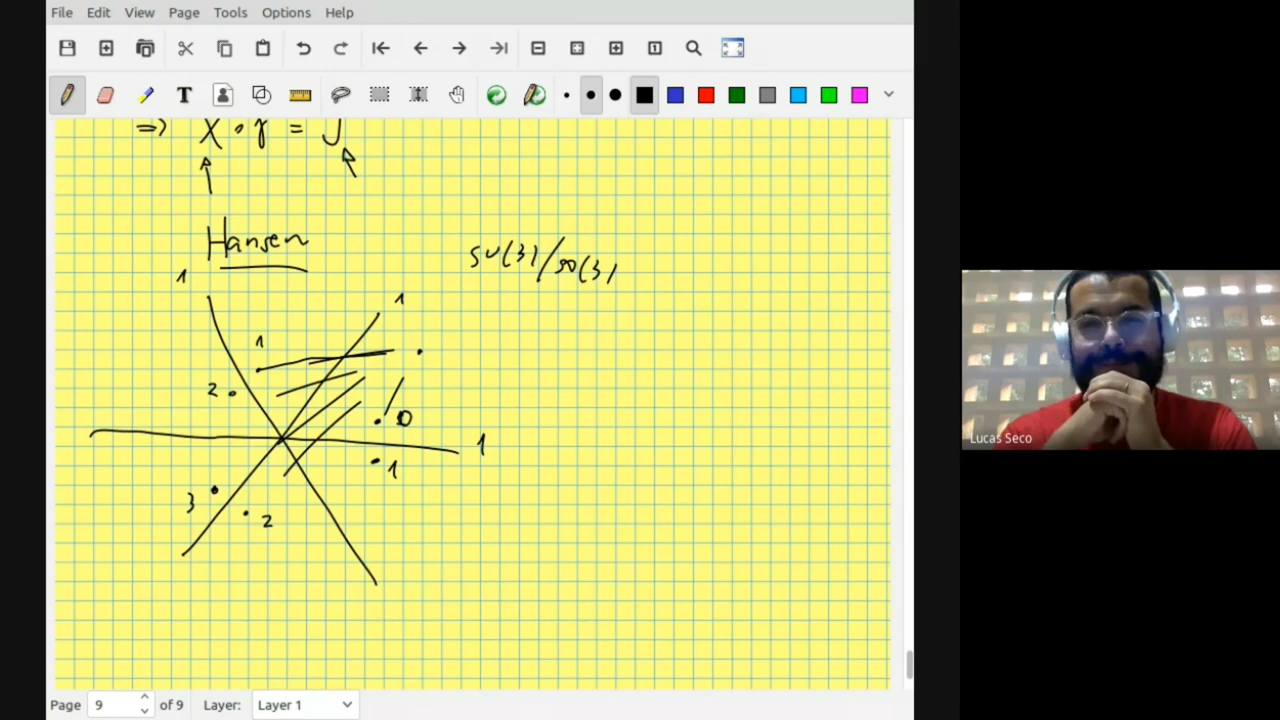 File Edit View Page Tools Options Help
=> X · γ = J
Hansen
SU(3)/SO(3)
1
1
1
2
0
1
1
3
2
Page 9 of 9 Layer: Layer 1
Lucas Seco